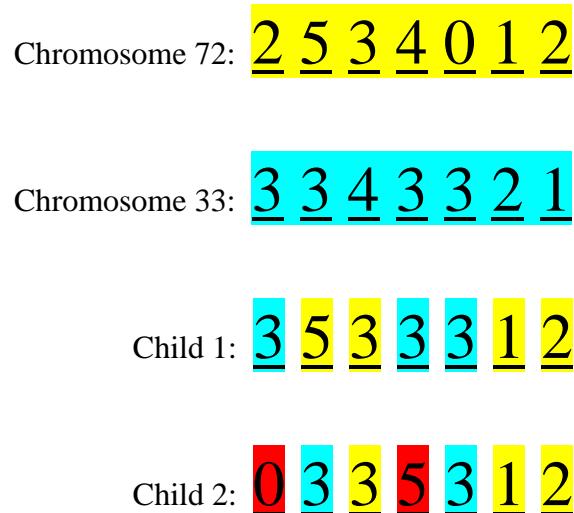 Chromosome 72: 2 5 3 4 0 1 2
Chromosome 33: 3 3 4 3 3 2 1
Child 1: 3 5 3 3 3 1 2
Child 2: 0 3 3 5 3 1 2